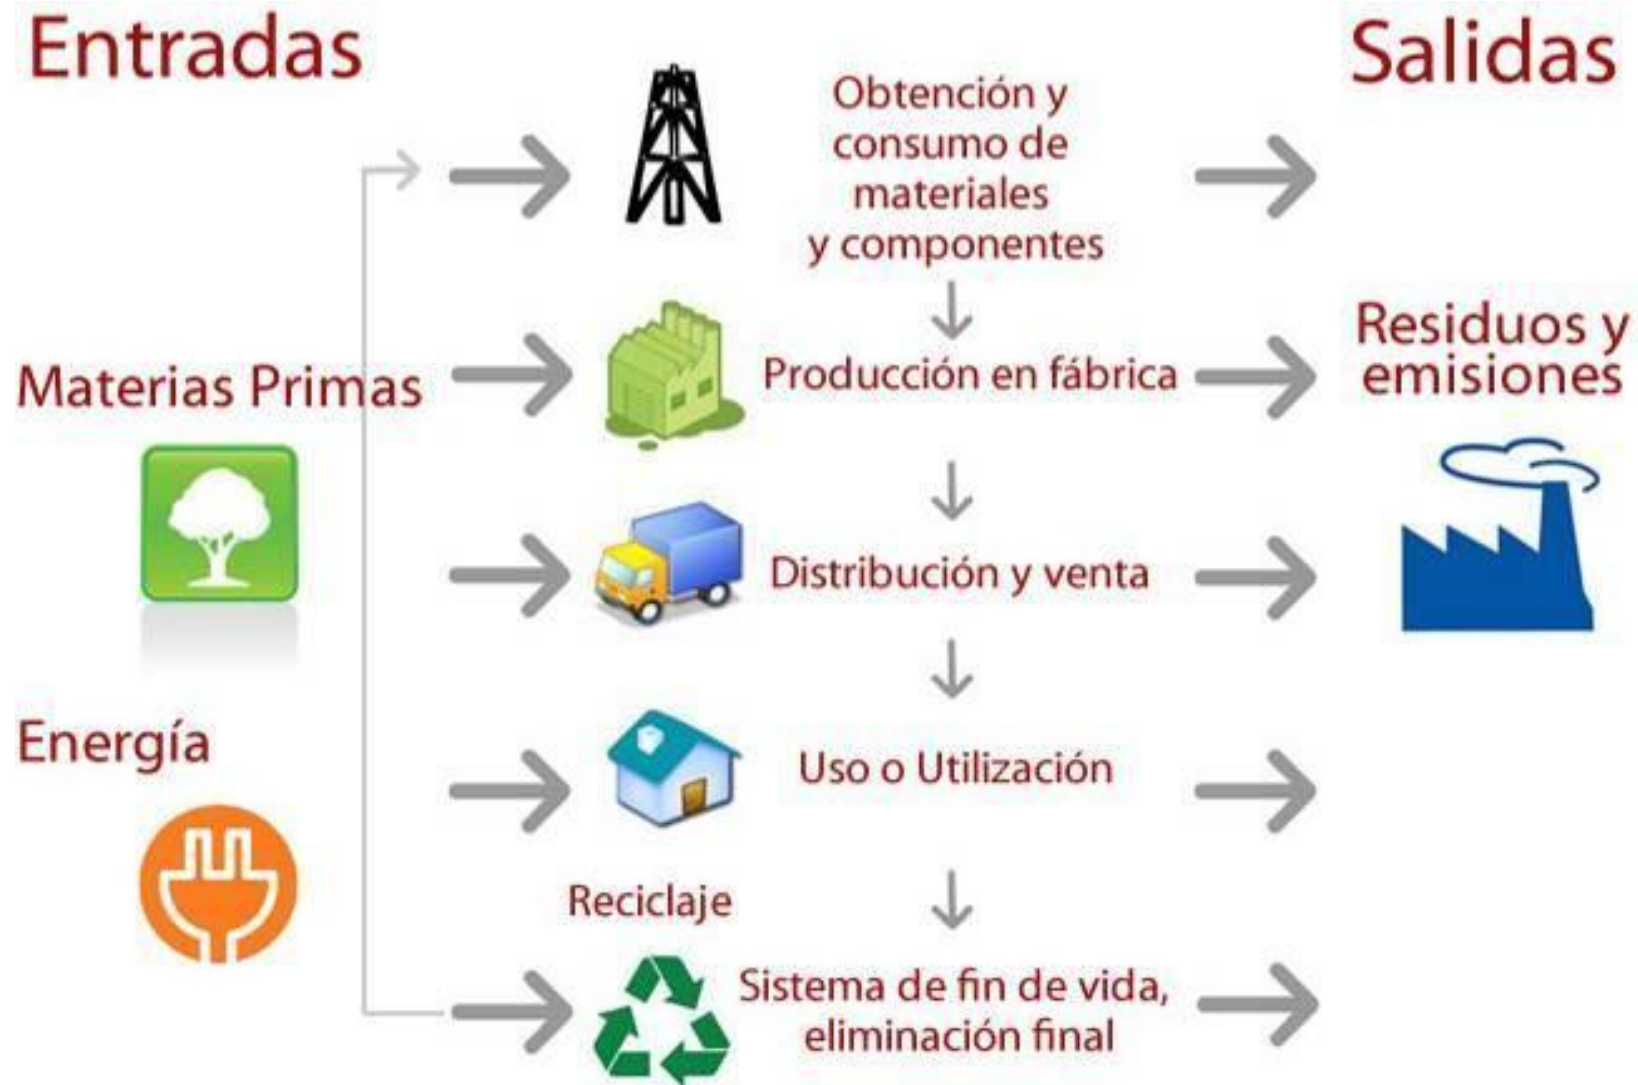 Entradas
Salidas
Obtención y
consumo de
materiales
y componentes
Materias Primas
Producción en fábrica
Residuos y
emisiones
Distribución y venta
Energía
Uso o Utilización
Reciclaje
Sistema de fin de vida,
eliminación final